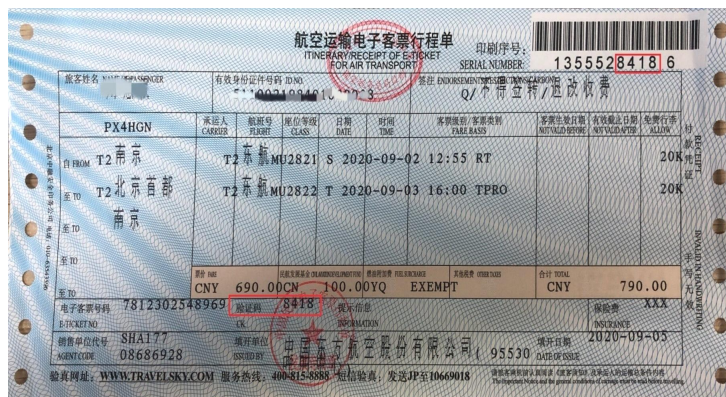 航空运输电子客票行程单
ITINERARY/RECEIPT OF E-TICKET
FOR AIR TRANSPORT
印刷序号:
SERIAL NUMBER: 1355528418 6
旅客姓名 有效身份证件号码 ID.NO. 签注
Q/不得签转/退改收费
PX4HGN 承运人 CARRIER 航班号 FLIGHT 座位等级 CLASS 日期 DATE 时间 TIME 客票级别/客票类别 FARE BASIS 客票生效日期 NOT VALID BEFORE 有效截止日期 NOT VALID AFTER 免费行李 ALLOW
自 FROM T2 南京 T2 东航 MU2821 S 2020-09-02 12:55 RT 20K
至 TO T2 北京首都 T2 东航 MU2822 T 2020-09-03 16:00 TPRO 20K
至 TO 南京
至 TO
至 TO
票价 FARE 民航发展基金 燃油附加费 FUEL SURCHARGE 其他税费 OTHER TAXES 合计 TOTAL
CNY 690.00 CN 100.00 YQ EXEMPT CNY 790.00
电子客票号码 E-TICKET NO 7812302548969 验证码 CK 8418 提示信息 INFORMATION 保险费 INSURANCE XXX
销售单位代号 AGENT CODE SHA177 08686928 填开单位 ISSUED BY 中国东方航空股份有限公司( 95530 填开日期 DATE OF ISSUE 2020-09-05
验真网址: WWW.TRAVELSKY.COM 服务热线: 400-815-8888 短信验真: 发送JP至10669018
付款凭证 RECEIPT
手写无效 INVALID IN HANDWRITING